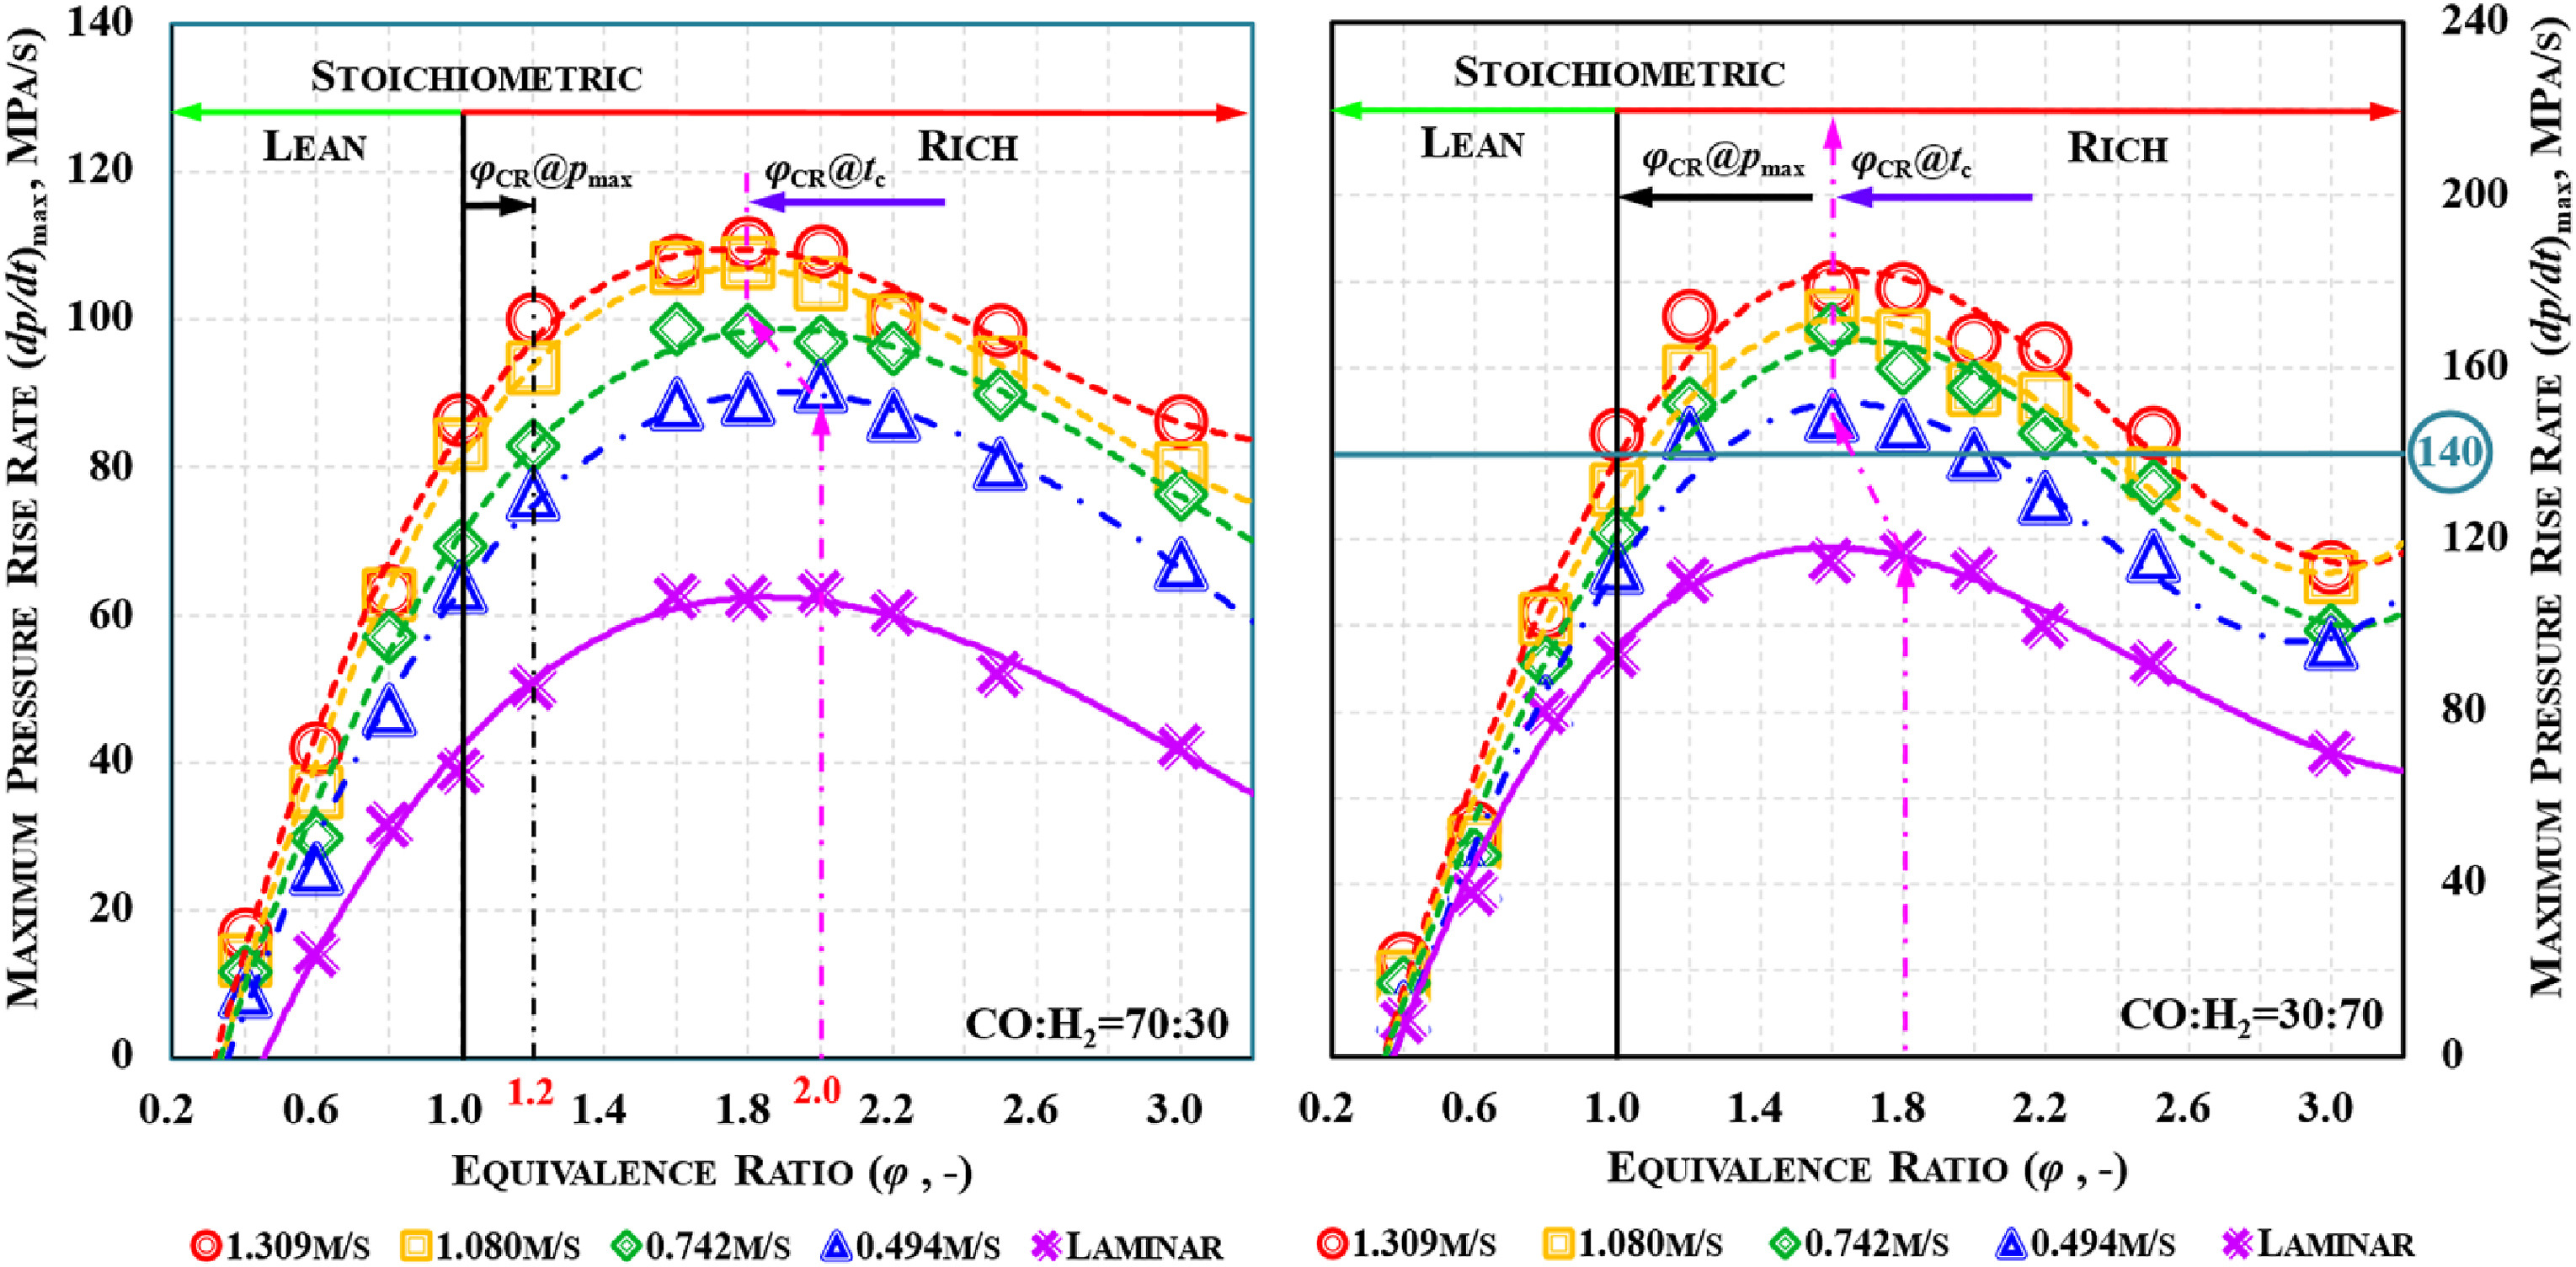 MAXIMUM PRESSURE RISE RATE (dp/dt)max, MPA/S)
140
120
100
80
60
40
20
0
STOICHIOMETRIC
LEAN
RICH
φCR@pmax
φCR@tc
CO:H2=70:30
0.2 0.6 1.0 1.2 1.4 1.8 2.0 2.2 2.6 3.0
EQUIVALENCE RATIO (φ , -)
1.309M/S 1.080M/S 0.742M/S 0.494M/S LAMINAR
STOICHIOMETRIC
LEAN
RICH
φCR@pmax
φCR@tc
CO:H2=30:70
240
200
160
140
120
80
40
0
MAXIMUM PRESSURE RISE RATE (dp/dt)max, MPA/S)
0.2 0.6 1.0 1.4 1.8 2.2 2.6 3.0
EQUIVALENCE RATIO (φ , -)
1.309M/S 1.080M/S 0.742M/S 0.494M/S LAMINAR